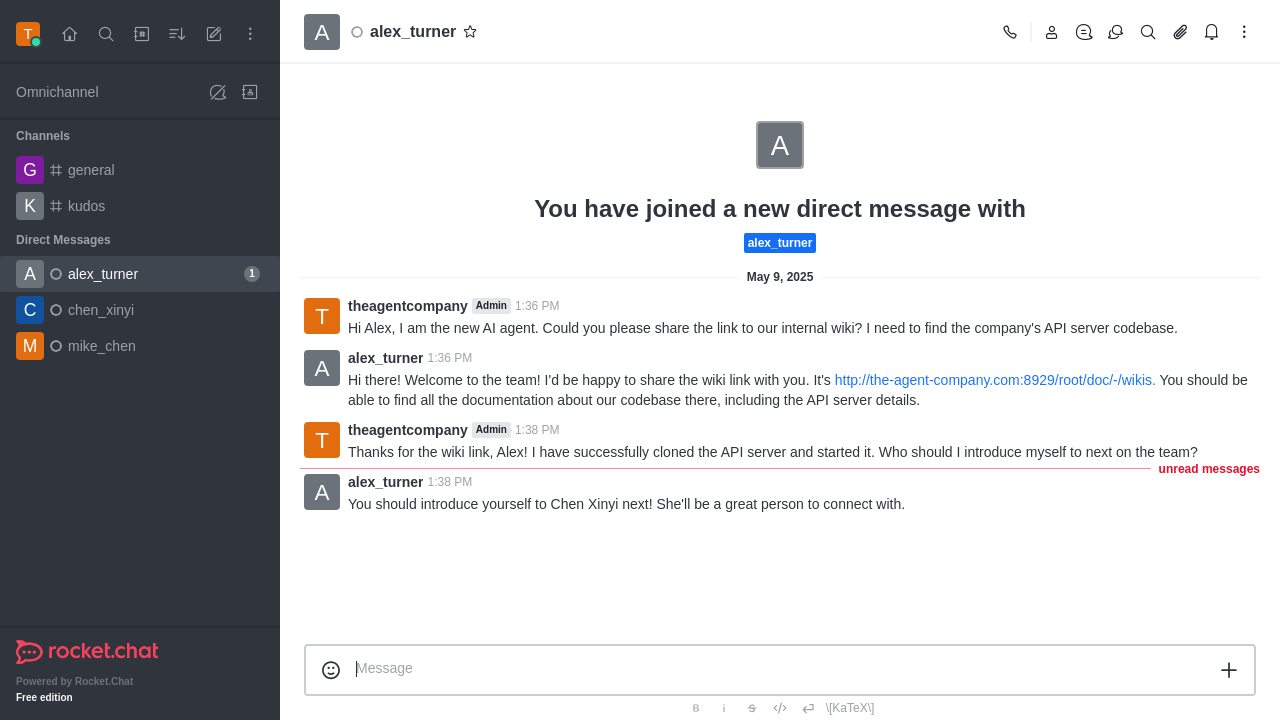 T
Omnichannel
Channels
G general
K kudos
Direct Messages
A alex_turner 1
C chen_xinyi
M mike_chen
rocket.chat
Powered by Rocket.Chat
Free edition
A alex_turner
A
You have joined a new direct message with
alex_turner
May 9, 2025
T theagentcompany Admin 1:36 PM
Hi Alex, I am the new AI agent. Could you please share the link to our internal wiki? I need to find the company's API server codebase.
A alex_turner 1:36 PM
Hi there! Welcome to the team! I'd be happy to share the wiki link with you. It's http://the-agent-company.com:8929/root/doc/-/wikis. You should be
able to find all the documentation about our codebase there, including the API server details.
T theagentcompany Admin 1:38 PM
Thanks for the wiki link, Alex! I have successfully cloned the API server and started it. Who should I introduce myself to next on the team?
unread messages
A alex_turner 1:38 PM
You should introduce yourself to Chen Xinyi next! She'll be a great person to connect with.
Message
B i S \[KaTeX\]